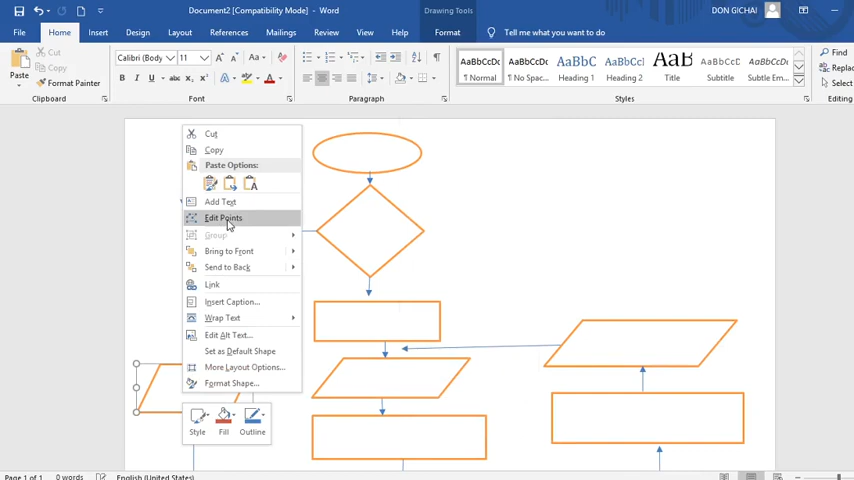 Document2 [Compatibility Mode] - Word
Drawing Tools
DON GICHAI
File Home Insert Draw Design Layout References Mailings Review View Help Format Tell me what you want to do
Paste
Cut
Copy
Format Painter
Clipboard
Calibri (Body 11
Font
Paragraph
AaBbCcDc AaBbCcDc AaBbC AaBbCc AaB AaBbCcD AaBbCcDc
¶ Normal ¶ No Spac... Heading 1 Heading 2 Title Subtitle Subtle Em...
Styles
Find
Replac
Select
Cut
Copy
Paste Options:
Add Text
Edit Points
Group
Bring to Front
Send to Back
Link
Insert Caption...
Wrap Text
Edit Alt Text...
Set as Default Shape
More Layout Options...
Format Shape...
Style Fill Outline
Page 1 of 1 0 words English (United States)